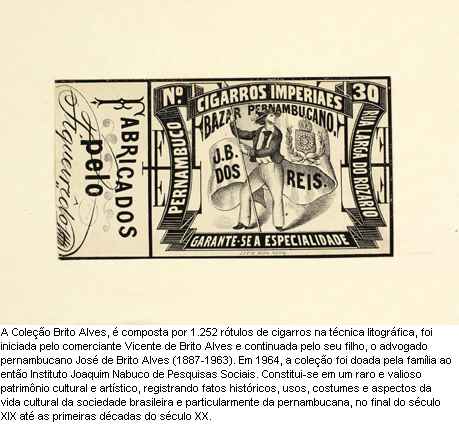 FABRICADOS
pelo
Nº
CIGARROS IMPERIAES
30
BAZAR PERNAMBUCANO,
PERNAMBUCO
RUA LARGA DO ROZARIO
J.B.
DOS
REIS.
GARANTE-SE A ESPECIALIDADE
A Coleção Brito Alves, é composta por 1.252 rótulos de cigarros na técnica litográfica, foi
iniciada pelo comerciante Vicente de Brito Alves e continuada pelo seu filho, o advogado
pernambucano José de Brito Alves (1887-1963). Em 1964, a coleção foi doada pela família ao
então Instituto Joaquim Nabuco de Pesquisas Sociais. Constitui-se em um raro e valioso
patrimônio cultural e artístico, registrando fatos históricos, usos, costumes e aspectos da
vida cultural da sociedade brasileira e particularmente da pernambucana, no final do século
XIX até as primeiras décadas do século XX.